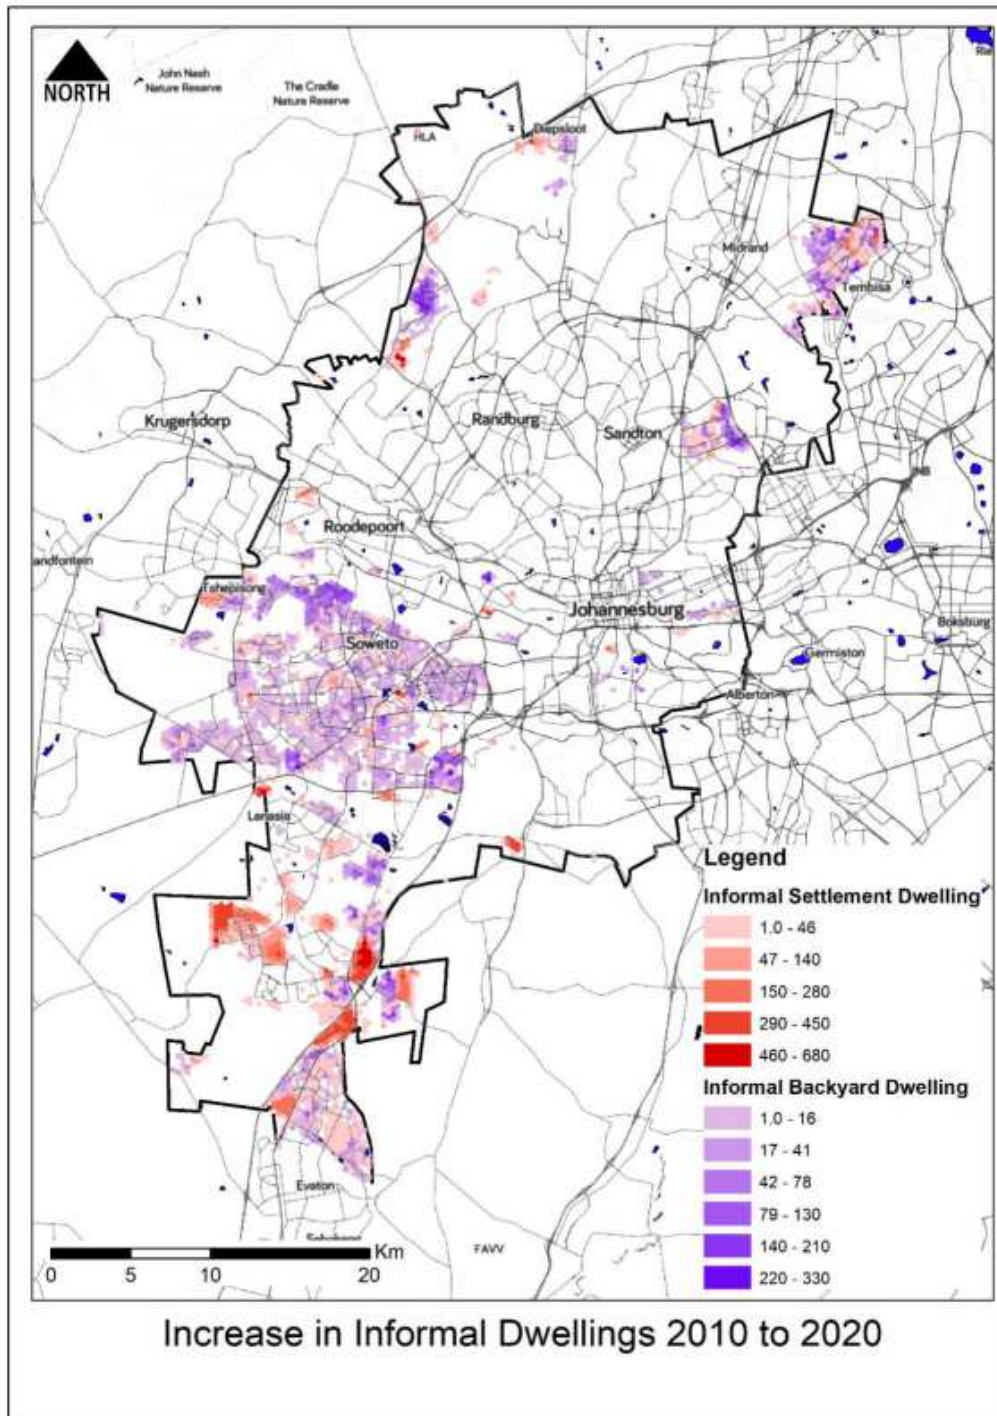 NORTH
John Nash
Nature Reserve
The Cradle
Nature Reserve
HLA
Diepsloot
Midrand
Tembisa
Krugersdorp
Randburg
Sandton
Roodepoort
andfontein
Tshepisong
Johannesburg
Soweto
Boksburg
Germiston
Alberton
Lenasia
Evaton
FAVV
Km
0 5 10 20
Legend
Informal Settlement Dwelling
1,0 - 46
47 - 140
150 - 280
290 - 450
460 - 680
Informal Backyard Dwelling
1,0 - 16
17 - 41
42 - 78
79 - 130
140 - 210
220 - 330
Increase in Informal Dwellings 2010 to 2020